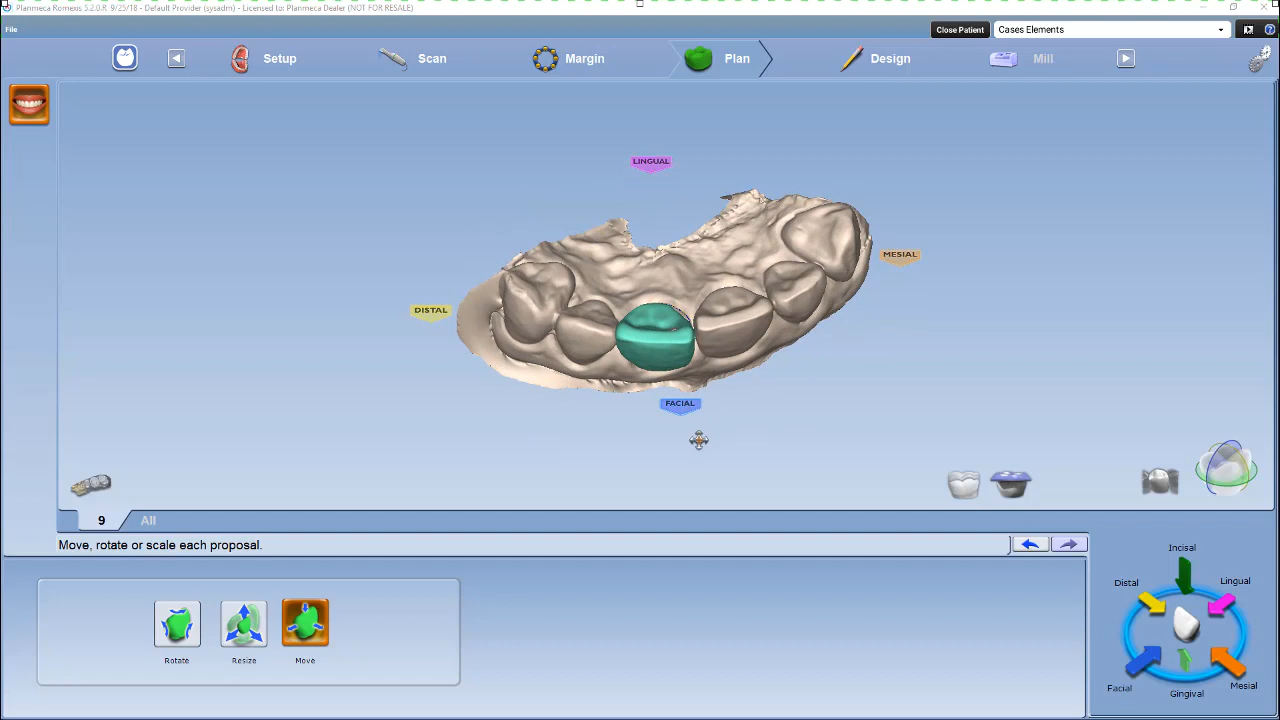 Planmeca Romexis 5.2.0.R  9/25/18 - Default Provider (sysadm) - Licensed to: Planmeca Dealer (NOT FOR RESALE)
File
Close Patient
Cases Elements
Setup
Scan
Margin
Plan
Design
Mill
LINGUAL
MESIAL
DISTAL
FACIAL
9
All
Move, rotate or scale each proposal.
Rotate
Resize
Move
Incisal
Distal
Lingual
Facial
Mesial
Gingival